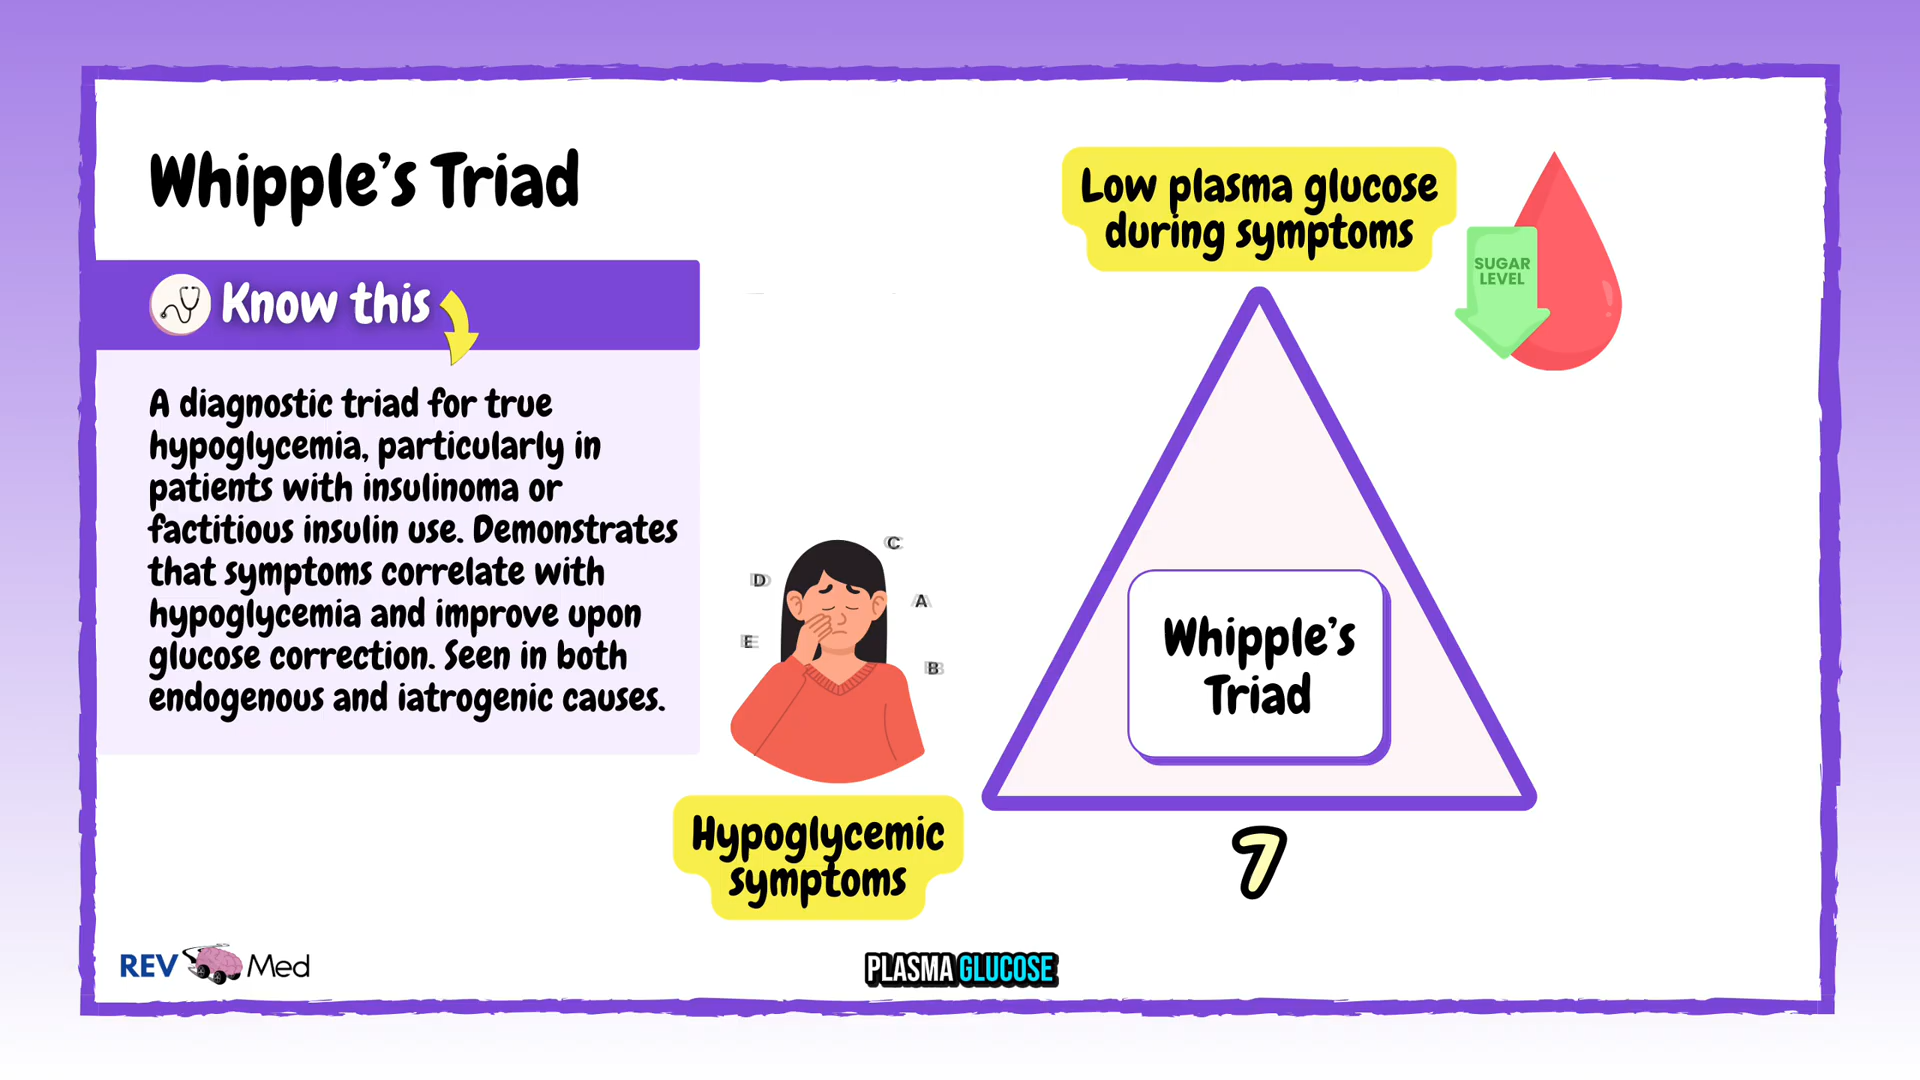 Whipple's Triad
Know this
A diagnostic triad for true
hypoglycemia, particularly in
patients with insulinoma or
factitious insulin use. Demonstrates
that symptoms correlate with
hypoglycemia and improve upon
glucose correction. Seen in both
endogenous and iatrogenic causes.
Low plasma glucose
during symptoms
SUGAR
LEVEL
C
D
A
E
B
Whipple's
Triad
Hypoglycemic
symptoms
7
REV Med
PLASMA GLUCOSE